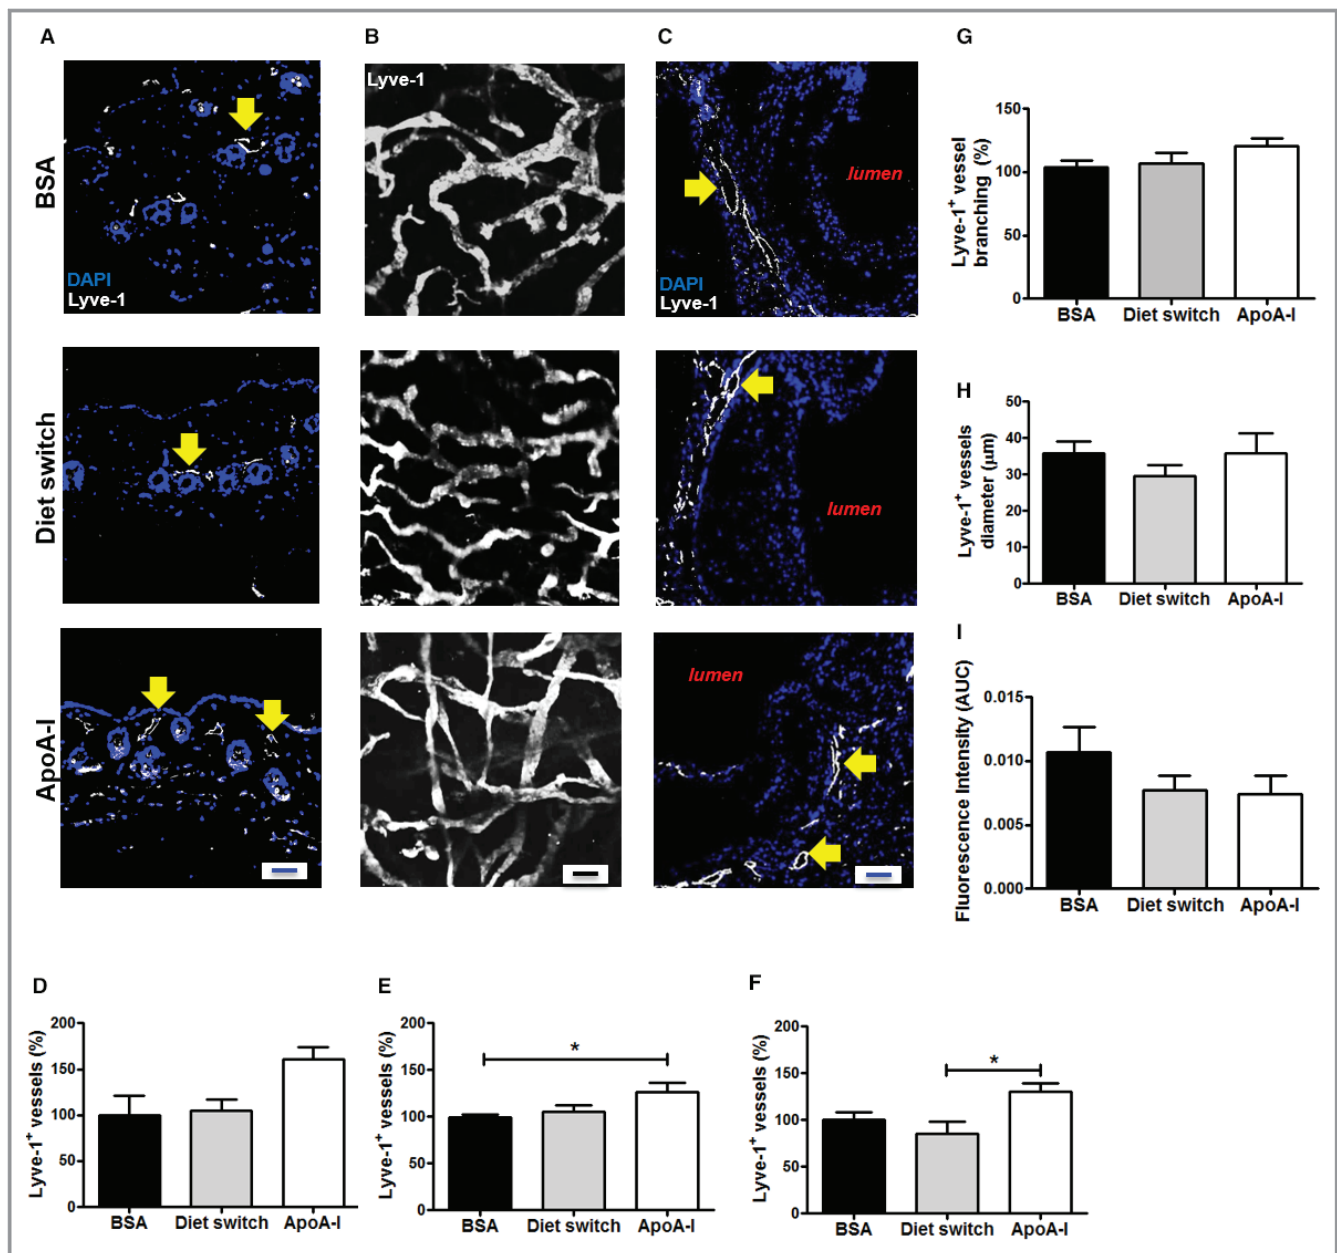 A
B
C
G
BSA
DAPI
Lyve-1
Lyve-1
lumen
DAPI
Lyve-1
Lyve-1+ vessel
branching (%)
150
100
50
0
BSA Diet switch ApoA-I
Diet switch
lumen
H
Lyve-1+ vessels
diameter (µm)
50
40
30
20
10
0
BSA Diet switch ApoA-I
ApoA-I
lumen
I
Fluorescence Intensity (AUC)
0.015
0.010
0.005
0.000
BSA Diet switch ApoA-I
D
Lyve-1+ vessels (%)
200
150
100
50
0
BSA Diet switch ApoA-I
E
Lyve-1+ vessels (%)
200
150
100
50
0
*
BSA Diet switch ApoA-I
F
Lyve-1+ vessels (%)
200
150
100
50
0
*
BSA Diet switch ApoA-I